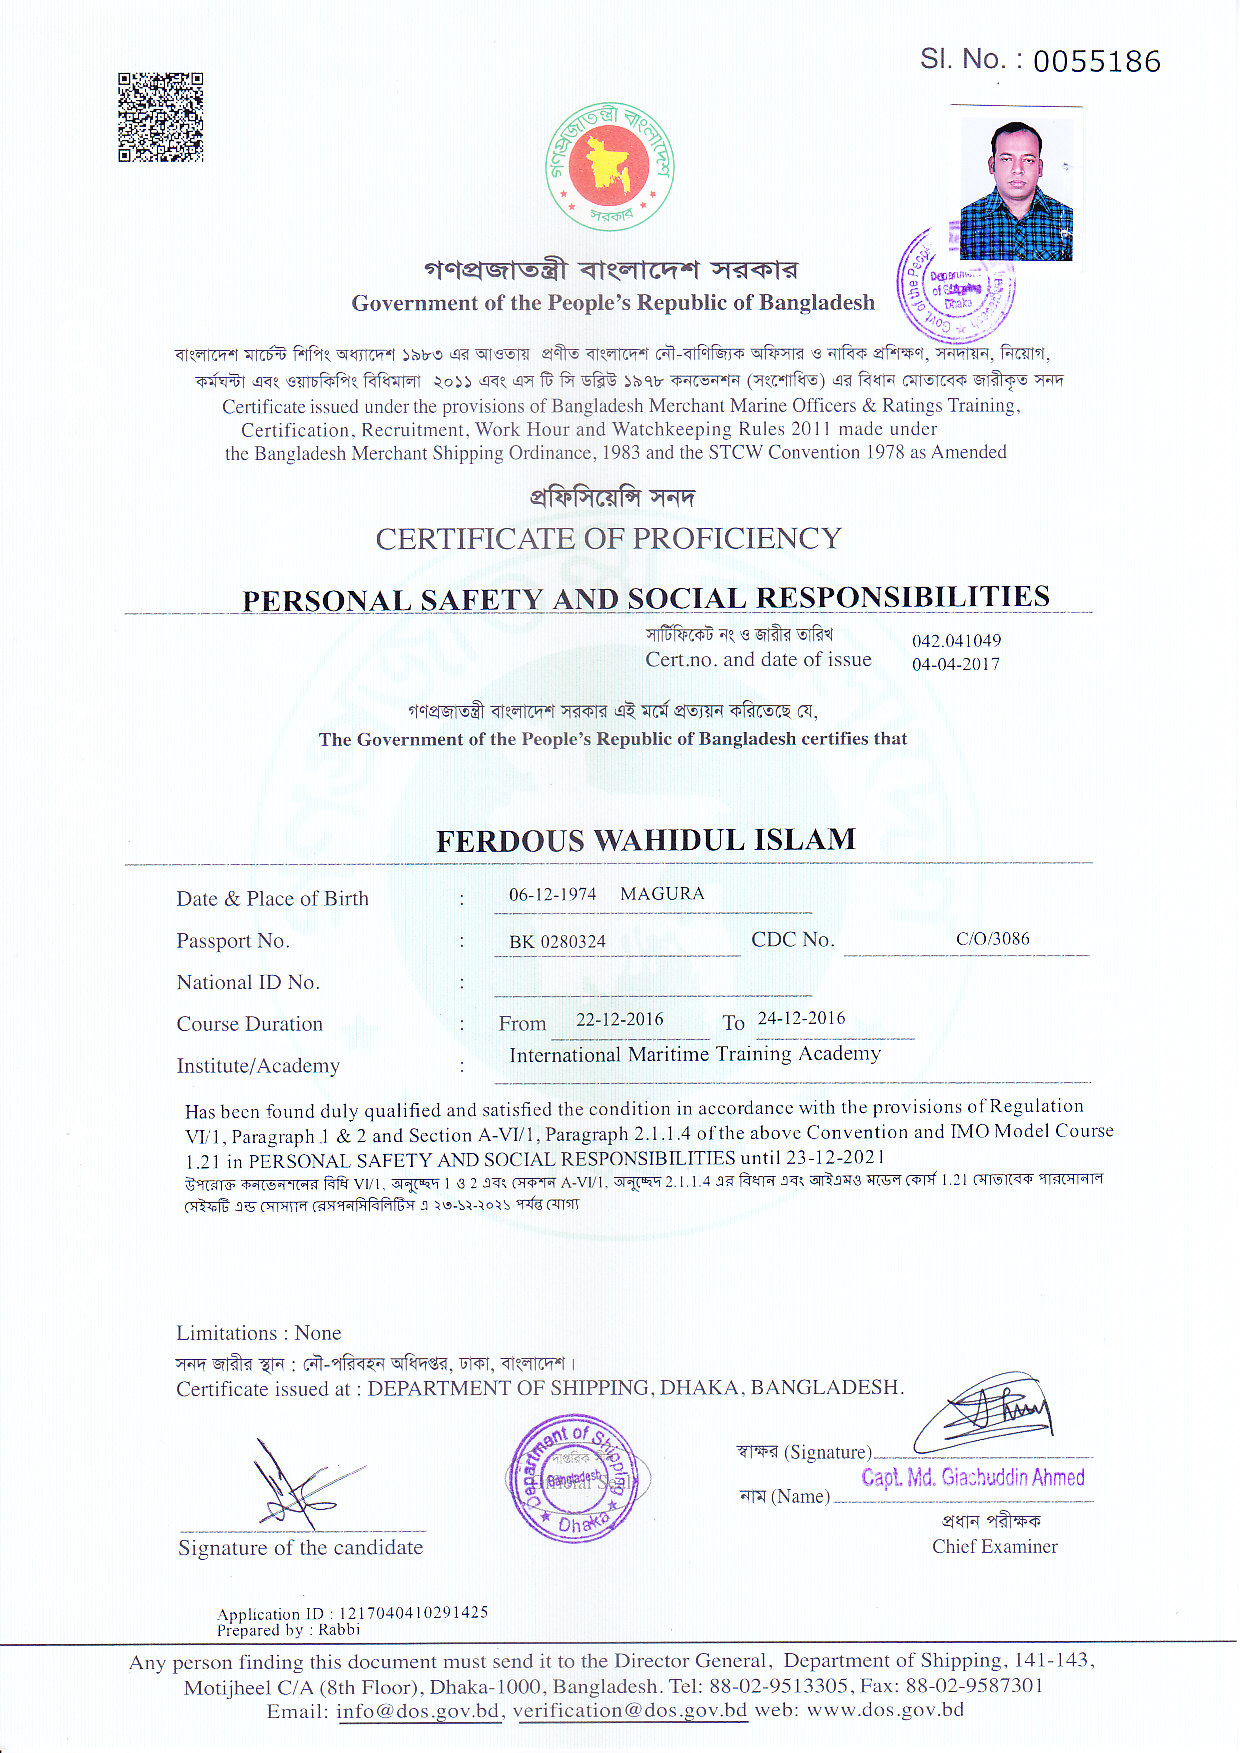 Sl. No. : 0055186
গণপ্রজাতন্ত্রী বাংলাদেশ
সরকার
গণপ্রজাতন্ত্রী বাংলাদেশ সরকার
Government of the People's Republic of Bangladesh
Department of Shipping Dhaka
বাংলাদেশ মার্চেন্ট শিপিং অধ্যাদেশ ১৯৮৩ এর আওতায় প্রণীত বাংলাদেশ নৌ-বাণিজ্যিক অফিসার ও নাবিক প্রশিক্ষণ, সনদায়ন, নিয়োগ,
কর্মঘন্টা এবং ওয়াচকিপিং বিধিমালা ২০১১ এবং এস টি সি ডব্লিউ ১৯৭৮ কনভেনশন (সংশোধিত) এর বিধান মোতাবেক জারীকৃত সনদ
Certificate issued under the provisions of Bangladesh Merchant Marine Officers & Ratings Training,
Certification, Recruitment, Work Hour and Watchkeeping Rules 2011 made under
the Bangladesh Merchant Shipping Ordinance, 1983 and the STCW Convention 1978 as Amended
প্রফিসিয়েন্সি সনদ
CERTIFICATE OF PROFICIENCY
PERSONAL SAFETY AND SOCIAL RESPONSIBILITIES
সার্টিফিকেট নং ও জারীর তারিখ 042.041049
Cert.no. and date of issue 04-04-2017
গণপ্রজাতন্ত্রী বাংলাদেশ সরকার এই মর্মে প্রত্যয়ন করিতেছে যে,
The Government of the People's Republic of Bangladesh certifies that
FERDOUS WAHIDUL ISLAM
Date & Place of Birth : 06-12-1974 MAGURA
Passport No. : BK 0280324 CDC No. C/O/3086
National ID No. :
Course Duration : From 22-12-2016 To 24-12-2016
Institute/Academy : International Maritime Training Academy
Has been found duly qualified and satisfied the condition in accordance with the provisions of Regulation
VI/1, Paragraph 1 & 2 and Section A-VI/1, Paragraph 2.1.1.4 of the above Convention and IMO Model Course
1.21 in PERSONAL SAFETY AND SOCIAL RESPONSIBILITIES until 23-12-2021
উপরোক্ত কনভেনশনের বিধি VI/1, অনুচ্ছেদ 1 ও 2 এবং সেকশন A-VI/1, অনুচ্ছেদ 2.1.1.4 এর বিধান এবং আইএমও মডেল কোর্স 1.21 মোতাবেক পারসোনাল
সেইফটি এন্ড সোস্যাল রেসপনসিবিলিটিস এ ২৩-১২-২০২১ পর্যন্ত যোগ্য
Limitations : None
সনদ জারীর স্থান : নৌ-পরিবহন অধিদপ্তর, ঢাকা, বাংলাদেশ।
Certificate issued at : DEPARTMENT OF SHIPPING, DHAKA, BANGLADESH.
স্বাক্ষর (Signature)
Department of Shipping
Bangladesh
Dhaka
Capt. Md. Giashuddin Ahmed
নাম (Name)
প্রধান পরীক্ষক
Signature of the candidate
Chief Examiner
Application ID : 1217040410291425
Prepared by : Rabbi
Any person finding this document must send it to the Director General, Department of Shipping, 141-143,
Motijheel C/A (8th Floor), Dhaka-1000, Bangladesh. Tel: 88-02-9513305, Fax: 88-02-9587301
Email: info@dos.gov.bd, verification@dos.gov.bd web: www.dos.gov.bd